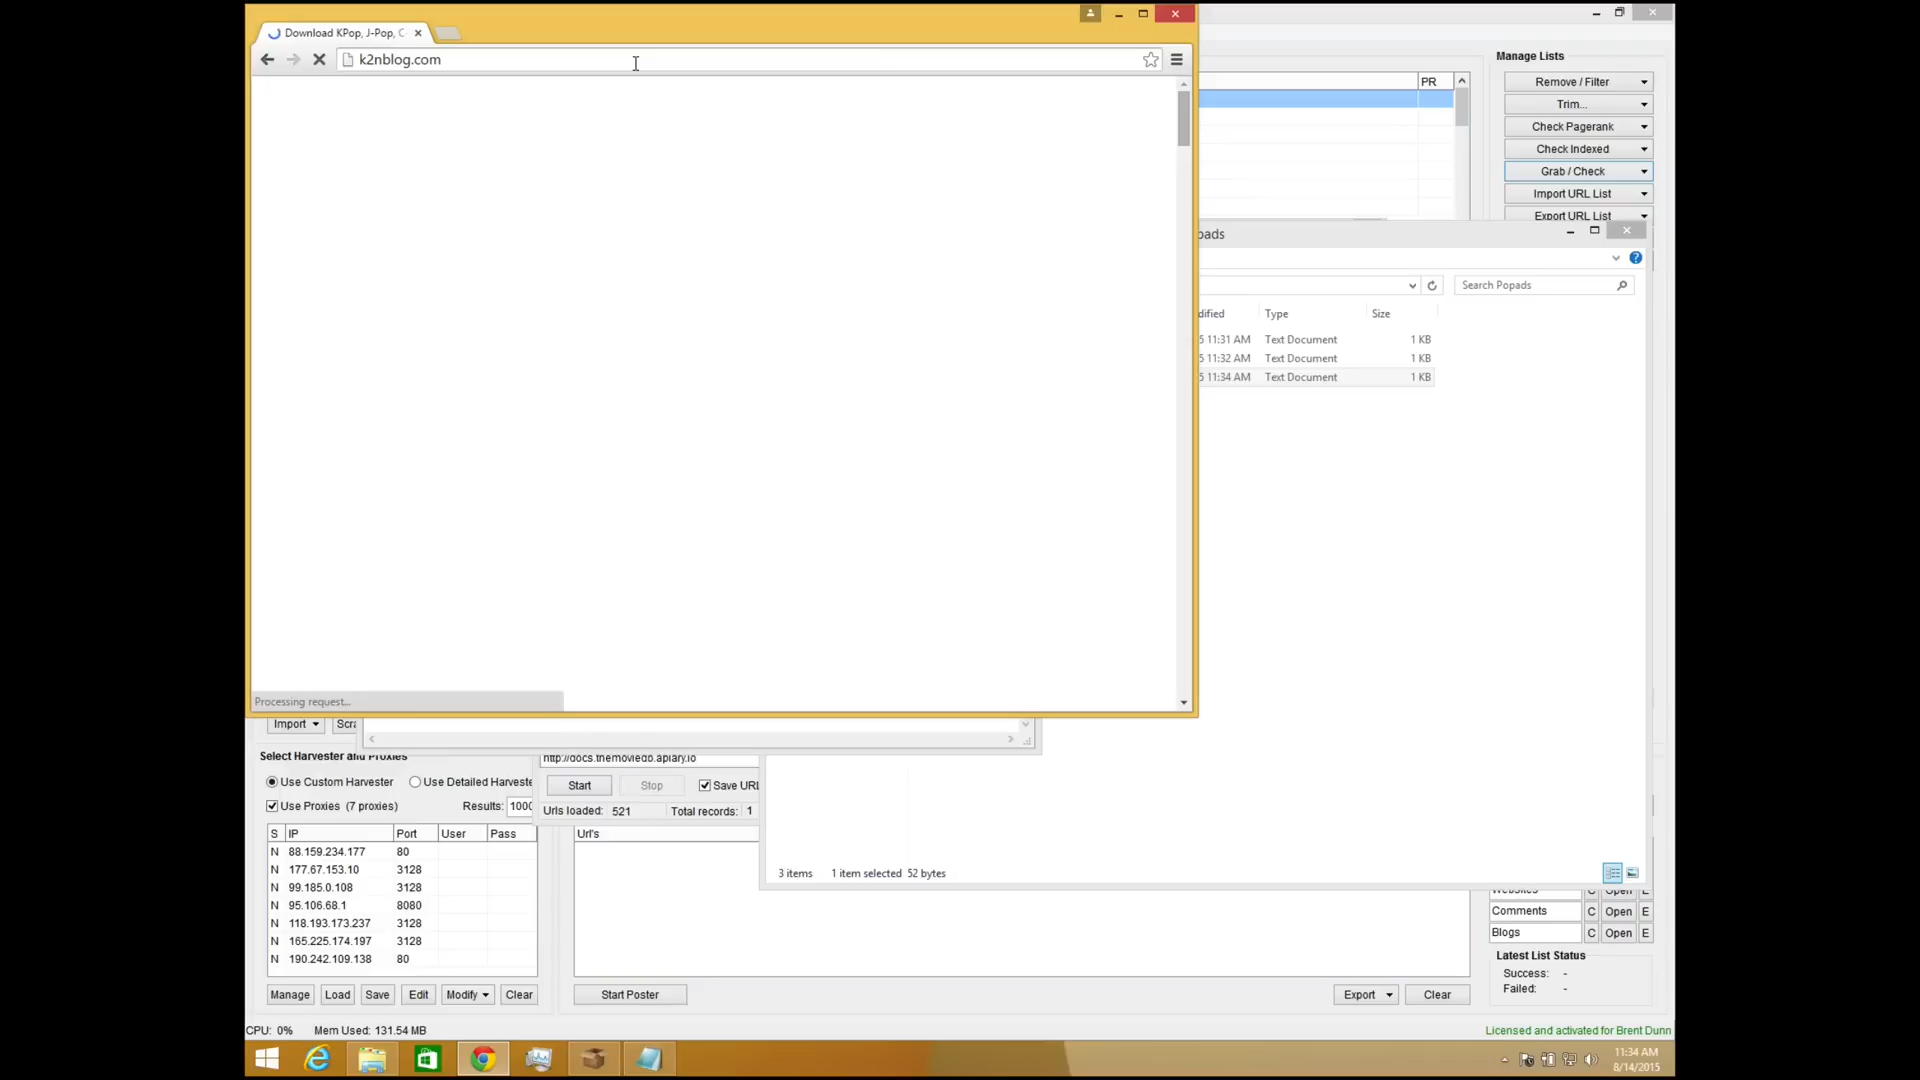 Download KPop, J-Pop, C
k2nblog.com
Processing request...
PR
Manage Lists
Remove / Filter
Trim...
Check Pagerank
Check Indexed
Grab / Check
Import URL List
Export URL List
pads
Search Popads
dified Type Size
5 11:31 AM Text Document 1 KB
5 11:32 AM Text Document 1 KB
5 11:34 AM Text Document 1 KB
3 items 1 item selected 52 bytes
Import Scra
Select Harvester and Proxies
Use Custom Harvester Use Detailed Harveste
Use Proxies (7 proxies) Results: 1000
S IP Port User Pass
N 88.159.234.177 80
N 177.67.153.10 3128
N 99.185.0.108 3128
N 95.106.68.1 8080
N 118.193.173.237 3128
N 165.225.174.197 3128
N 190.242.109.138 80
Manage Load Save Edit Modify Clear
http://docs.themoviedb.apiary.io
Start Stop Save URL
Urls loaded: 521 Total records: 1
Url's
Start Poster Export Clear
Websites C Open E
Comments C Open E
Blogs C Open E
Latest List Status
Success: -
Failed: -
CPU: 0% Mem Used: 131.54 MB
Licensed and activated for Brent Dunn
11:34 AM
8/14/2015